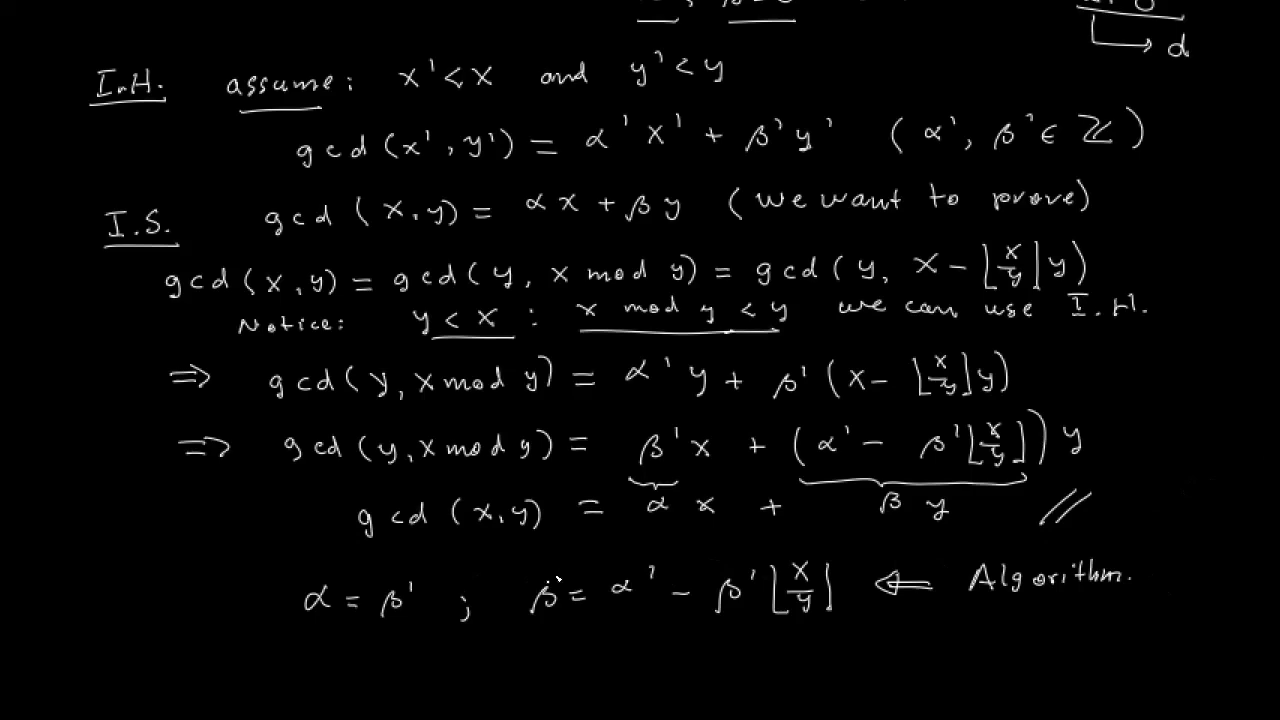 d
I.H. assume: x' < x and y' < y
gcd(x', y') = α'x' + β'y' (α', β' ∈ ℤ)
I.S. gcd(x, y) = αx + βy (we want to prove)
gcd(x, y) = gcd(y, x mod y) = gcd(y, x - ⌊x/y⌋y)
Notice: y < x : x mod y < y we can use I.H.
⇒ gcd(y, x mod y) = α'y + β'(x - ⌊x/y⌋y)
⇒ gcd(y, x mod y) = β'x + (α' - β'⌊x/y⌋)) y
gcd(x, y) = αx + βy //
α = β' ; β = α' - β'⌊x/y⌋ ⇐ Algorithm.